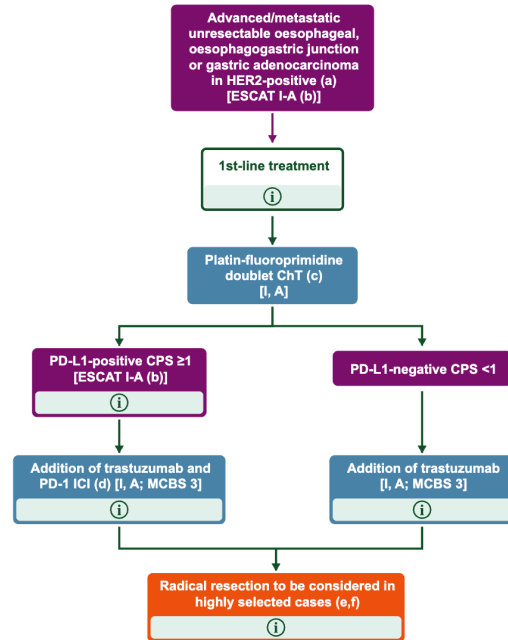 Advanced/metastatic
unresectable oesophageal,
oesophagogastric junction
or gastric adenocarcinoma
in HER2-positive (a)
[ESCAT I-A (b)]
1st-line treatment
i
Platin-fluoroprimidine
doublet ChT (c)
[I, A]
PD-L1-positive CPS ≥1
[ESCAT I-A (b)]
i
PD-L1-negative CPS <1
Addition of trastuzumab and
PD-1 ICI (d) [I, A; MCBS 3]
i
Addition of trastuzumab
[I, A; MCBS 3]
i
Radical resection to be considered in
highly selected cases (e,f)
i